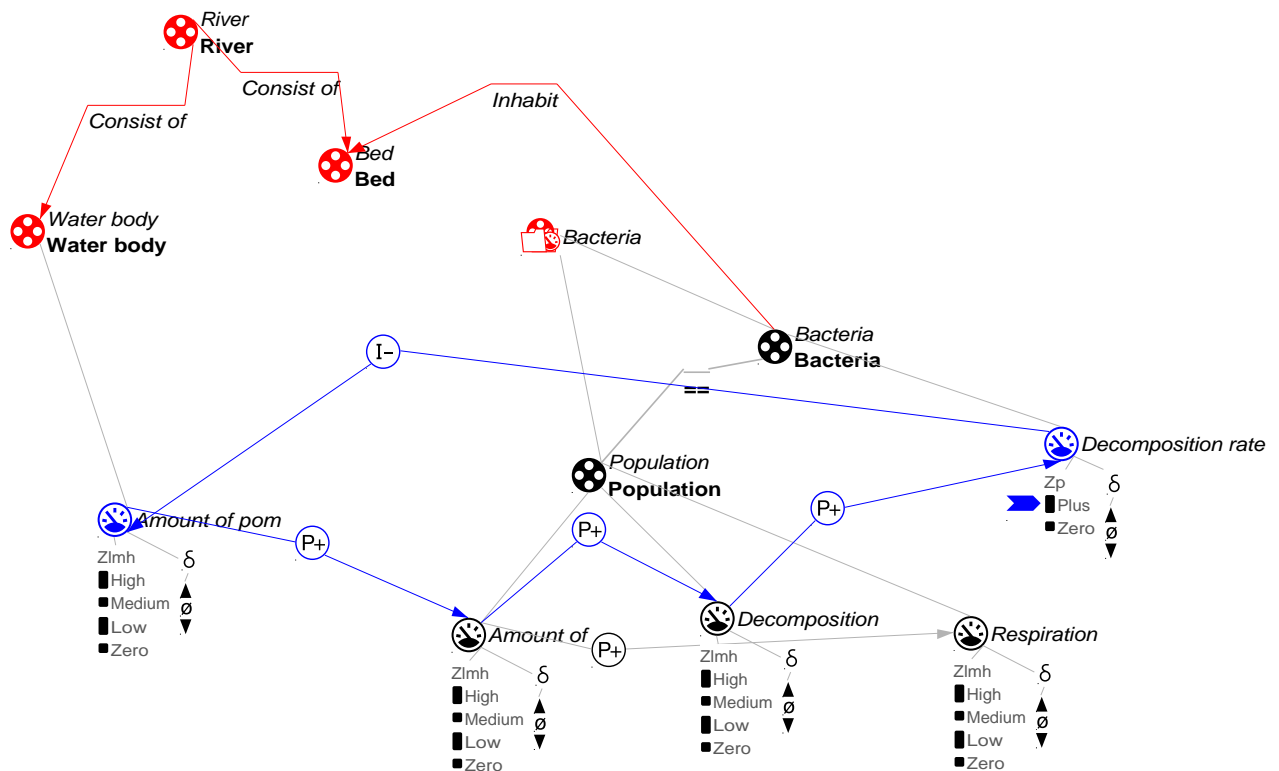 River
River
Consist of
Consist of
Inhabit
Bed
Bed
Water body
Water body
Bacteria
Bacteria
Bacteria
I-
==
Decomposition rate
Zp
δ
Plus
Zero
ø
Population
Population
P+
Amount of pom
P+
P+
Zlmh
δ
High
Medium
ø
Low
Zero
Amount of
P+
Decomposition
Respiration
Zlmh
δ
High
Medium
ø
Low
Zero
Zlmh
δ
High
Medium
ø
Low
Zero
Zlmh
δ
High
Medium
ø
Low
Zero